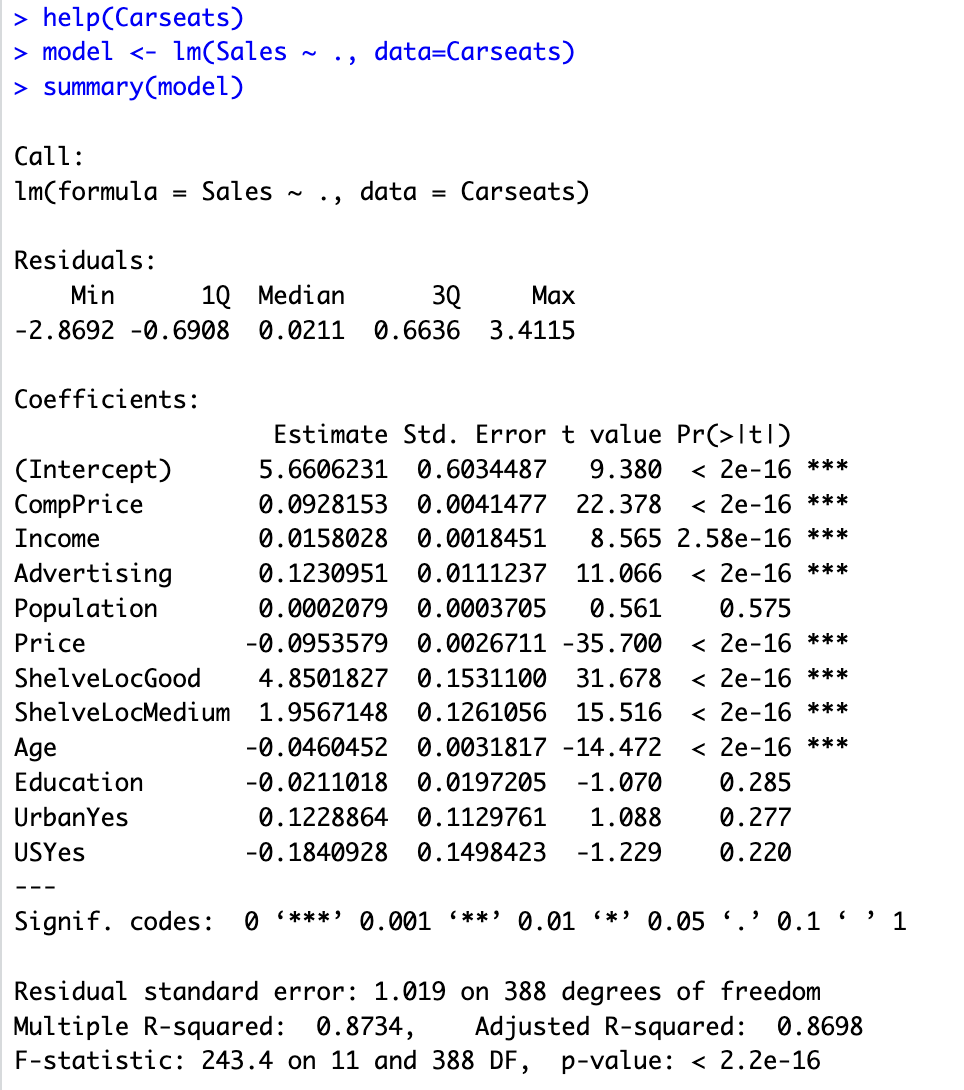 > help(Carseats)
> model <- lm(Sales ~ ., data=Carseats)
> summary(model)

Call:
lm(formula = Sales ~ ., data = Carseats)

Residuals:
    Min      1Q  Median      3Q     Max
-2.8692 -0.6908  0.0211  0.6636  3.4115

Coefficients:
                  Estimate Std. Error t value Pr(>|t|)
(Intercept)      5.6606231  0.6034487   9.380  < 2e-16 ***
CompPrice        0.0928153  0.0041477  22.378  < 2e-16 ***
Income           0.0158028  0.0018451   8.565 2.58e-16 ***
Advertising      0.1230951  0.0111237  11.066  < 2e-16 ***
Population       0.0002079  0.0003705   0.561    0.575
Price           -0.0953579  0.0026711 -35.700  < 2e-16 ***
ShelveLocGood    4.8501827  0.1531100  31.678  < 2e-16 ***
ShelveLocMedium  1.9567148  0.1261056  15.516  < 2e-16 ***
Age             -0.0460452  0.0031817 -14.472  < 2e-16 ***
Education       -0.0211018  0.0197205  -1.070    0.285
UrbanYes         0.1228864  0.1129761   1.088    0.277
USYes           -0.1840928  0.1498423  -1.229    0.220
---
Signif. codes:  0 ‘***’ 0.001 ‘**’ 0.01 ‘*’ 0.05 ‘.’ 0.1 ‘ ’ 1

Residual standard error: 1.019 on 388 degrees of freedom
Multiple R-squared:  0.8734,    Adjusted R-squared:  0.8698
F-statistic: 243.4 on 11 and 388 DF,  p-value: < 2.2e-16